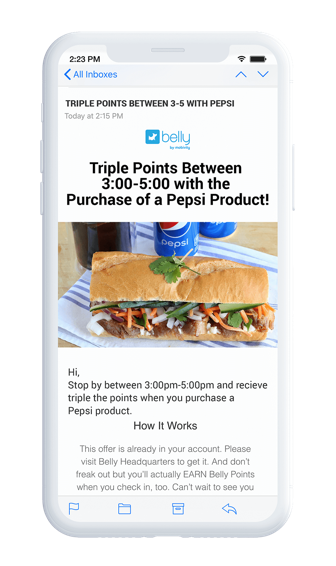 2:23 PM
All Inboxes
TRIPLE POINTS BETWEEN 3-5 WITH PEPSI
Today at 2:15 PM
belly
by mobivity
Triple Points Between
3:00-5:00 with the
Purchase of a Pepsi Product!
pepsi
Hi,
Stop by between 3:00pm-5:00pm and recieve
triple the points when you purchase a
Pepsi product.
How It Works
This offer is already in your account. Please
visit Belly Headquarters to get it. And don't
freak out but you'll actually EARN Belly Points
when you check in, too. Can't wait to see you